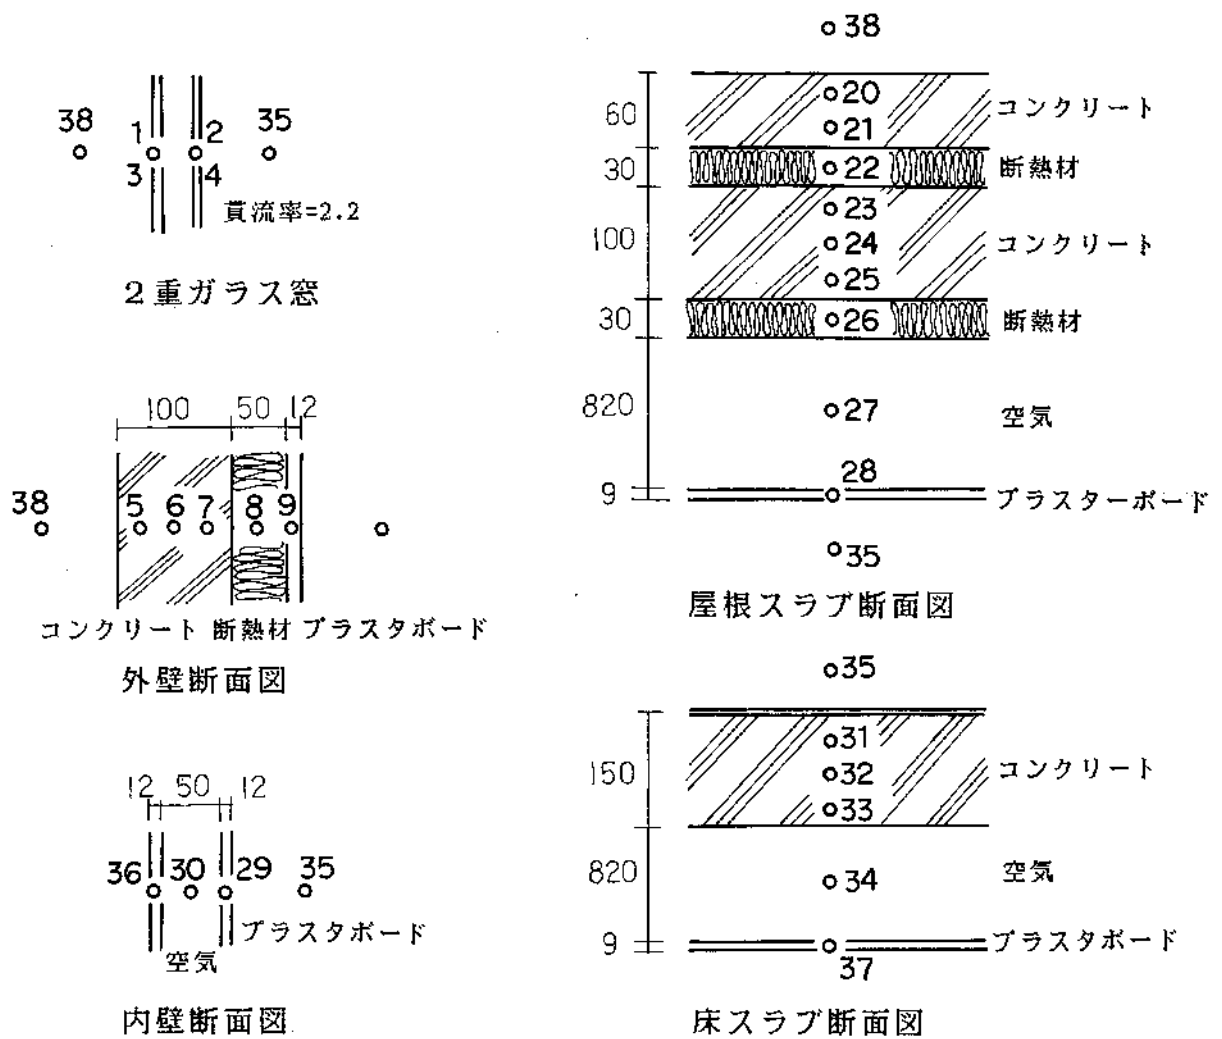 38
1
2
35
3
4
貫流率=2.2
2重ガラス窓
100
50
12
38
5
6
7
8
9
コンクリート 断熱材 プラスタボード
外壁断面図
12
50
12
36
30
29
35
プラスタボード
空気
内壁断面図
38
60
20
21
コンクリート
30
22
断熱材
100
23
24
25
コンクリート
30
26
断熱材
820
27
空気
28
9
プラスターボード
35
屋根スラブ断面図
35
150
31
32
33
コンクリート
820
34
空気
9
プラスタボード
37
床スラブ断面図